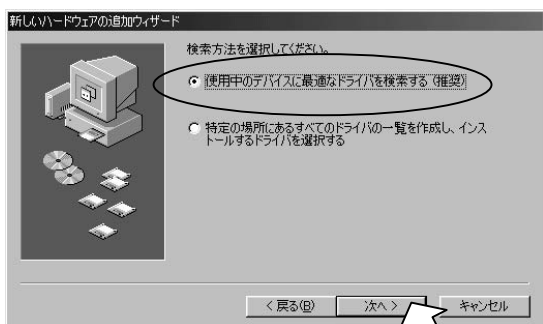 新しいハードウェアの追加ウィザード
検索方法を選択してください。
使用中のデバイスに最適なドライバを検索する (推奨)
特定の場所にあるすべてのドライバの一覧を作成し、インス
トールするドライバを選択する
< 戻る(B)
次へ >
キャンセル